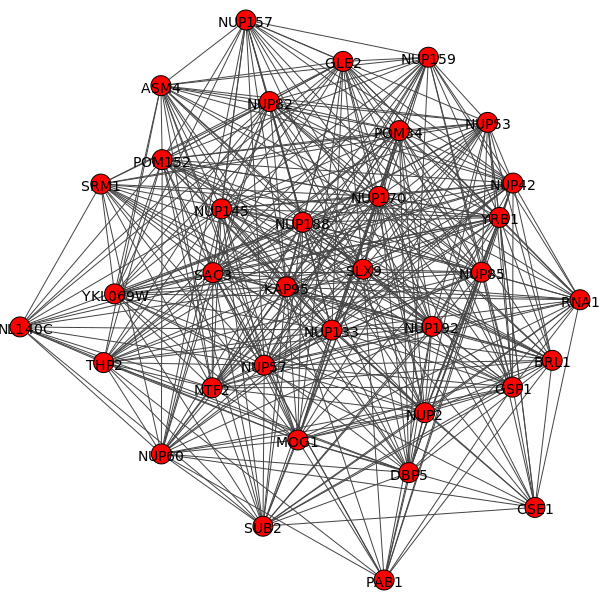 NUP157
GLE2
NUP159
ASM4
NUP82
NUP53
POM34
POM152
SRM1
NUP42
NUP170
NUP145
YRB1
NUP188
SAC3
SLX9
NUP85
KAP95
YKL069W
RNA1
NL140C
NUP133
NUP192
THP2
NUP57
BRL1
NTF2
GSP1
NUP2
MOG1
NUP60
DBP5
CSE1
SUB2
PAB1